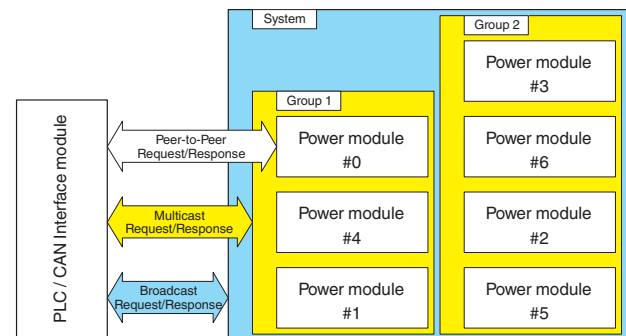 System
Group 2
Power module
#3
Group 1
Peer-to-Peer
Request/Response
Power module
#0
Power module
#6
PLC / CAN Interface module
Multicast
Request/Response
Power module
#4
Power module
#2
Broadcast
Request/Response
Power module
#1
Power module
#5